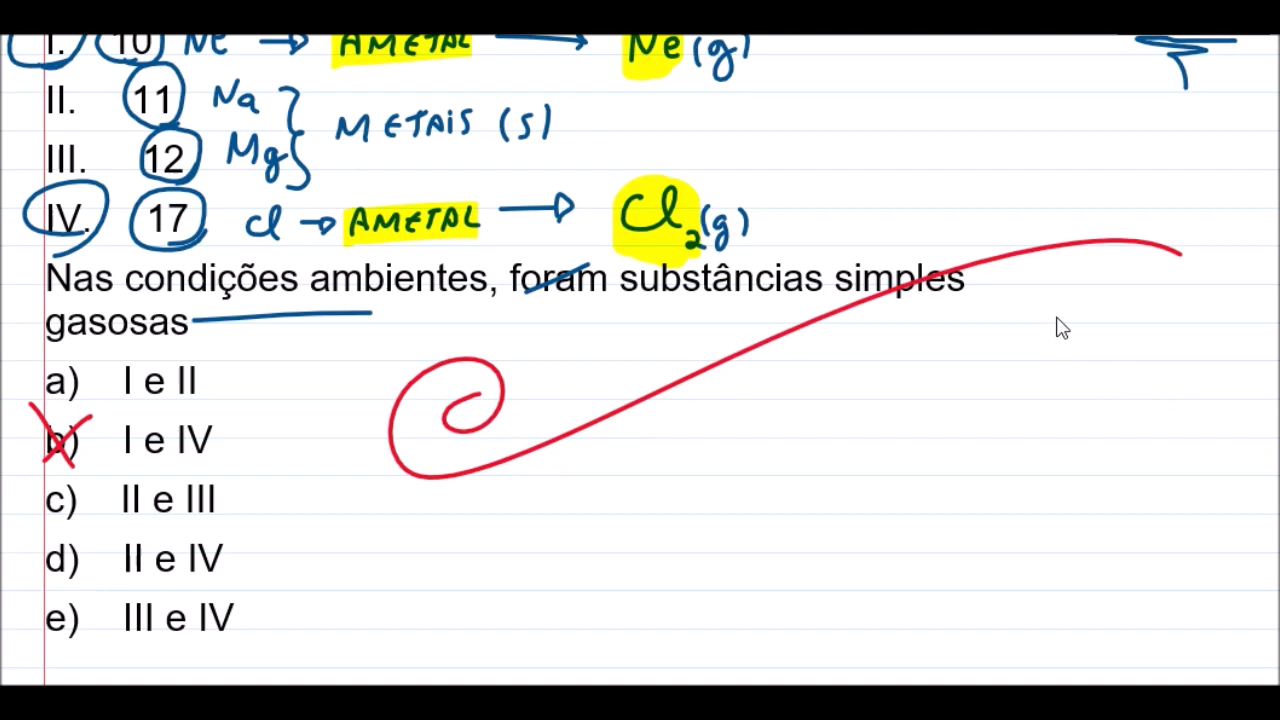 I. 10 Ne → AMETAL → Ne(g)
II. 11 Na
METAIS (s)
III. 12 Mg
IV. 17 Cl → AMETAL → Cl2(g)
Nas condições ambientes, foram substâncias simples
gasosas
a) I e II
b) I e IV
c) II e III
d) II e IV
e) III e IV